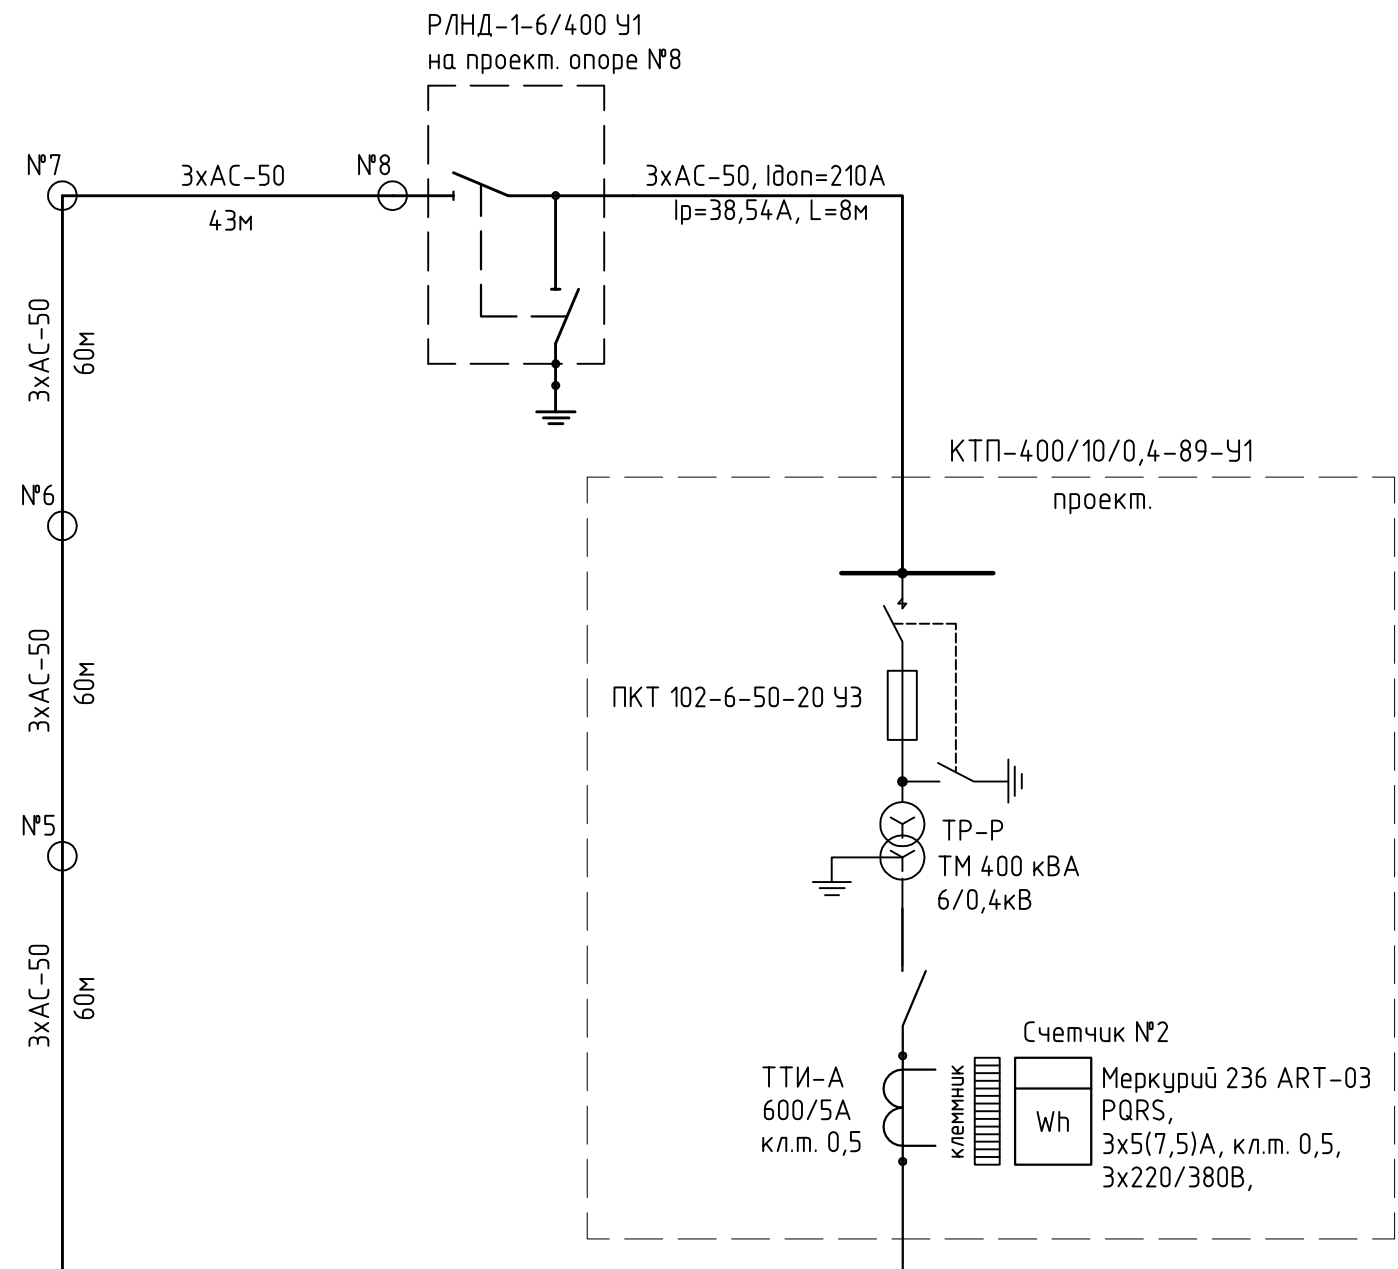 РЛНД-1-6/400 У1
на проект. опоре №8
№7
3хАС-50
№8
43м
3хАС-50, Iдоп=210А
Iр=38,54А, L=8м
3хАС-50
60м
КТП-400/10/0,4-89-У1
проект.
№6
3хАС-50
60м
ПКТ 102-6-50-20 У3
№5
ТР-Р
ТМ 400 кВА
6/0,4кВ
3хАС-50
60м
Счетчик №2
ТТИ-А
600/5А
кл.т. 0,5
клеммник
Wh
Меркурий 236 ART-03
PQRS,
3х5(7,5)А, кл.т. 0,5,
3х220/380В,